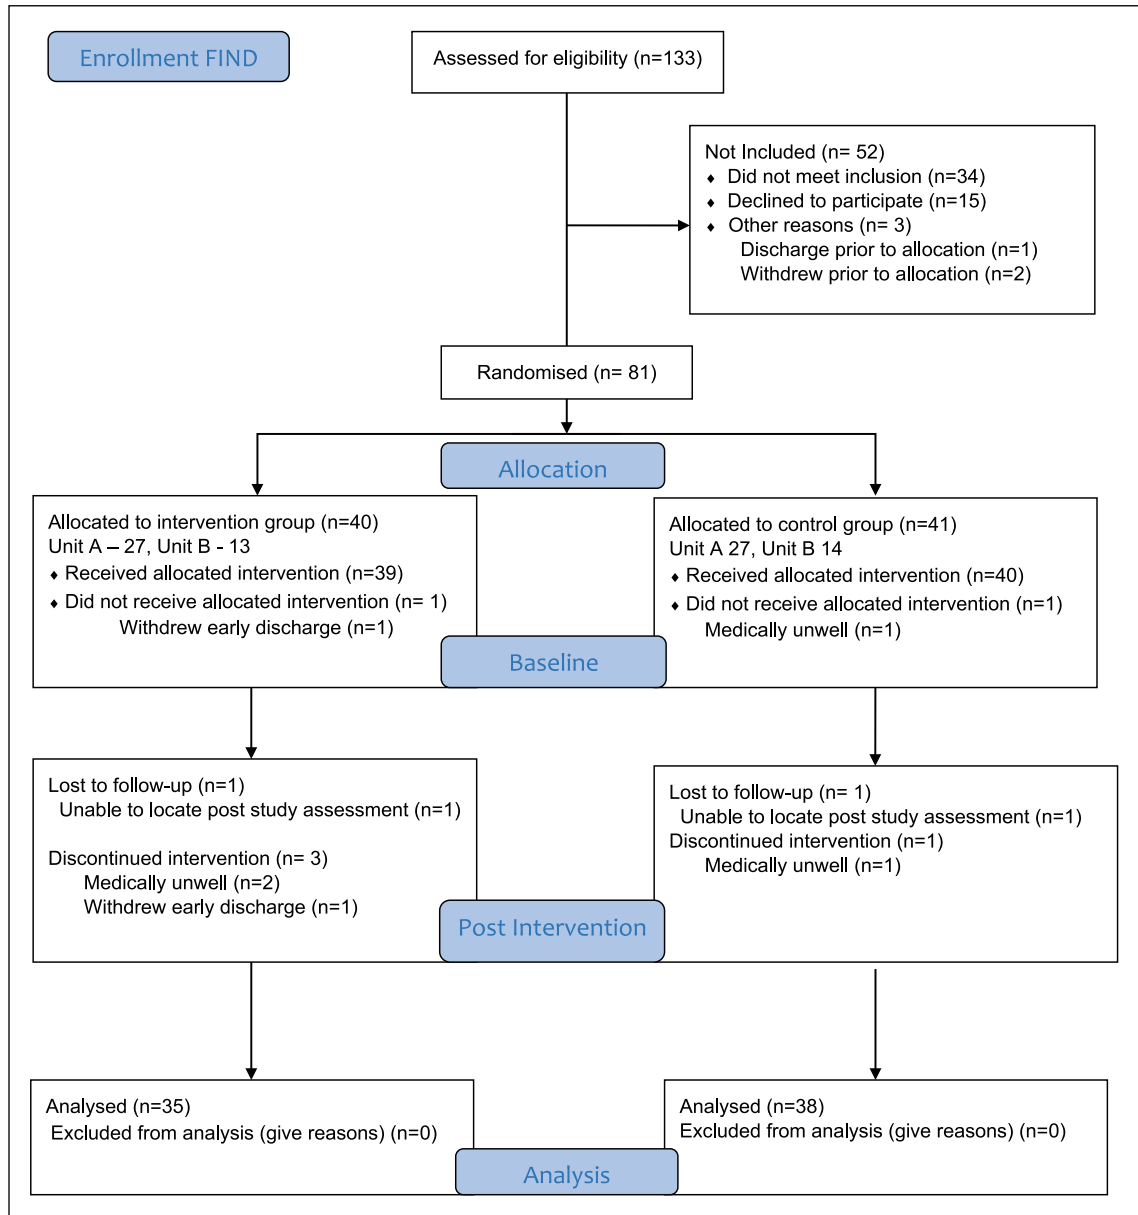 Enrollment FIND
Assessed for eligibility (n=133)
Not Included (n= 52)
♦ Did not meet inclusion (n=34)
♦ Declined to participate (n=15)
♦ Other reasons (n= 3)
Discharge prior to allocation (n=1)
Withdrew prior to allocation (n=2)
Randomised (n= 81)
Allocation
Allocated to intervention group (n=40)
Unit A – 27, Unit B - 13
♦ Received allocated intervention (n=39)
♦ Did not receive allocated intervention (n= 1)
Withdrew early discharge (n=1)
Allocated to control group (n=41)
Unit A 27, Unit B 14
♦ Received allocated intervention (n=40)
♦ Did not receive allocated intervention (n=1)
Medically unwell (n=1)
Baseline
Lost to follow-up (n=1)
Unable to locate post study assessment (n=1)
Discontinued intervention (n= 3)
Medically unwell (n=2)
Withdrew early discharge (n=1)
Lost to follow-up (n= 1)
Unable to locate post study assessment (n=1)
Discontinued intervention (n=1)
Medically unwell (n=1)
Post Intervention
Analysed (n=35)
Excluded from analysis (give reasons) (n=0)
Analysed (n=38)
Excluded from analysis (give reasons) (n=0)
Analysis